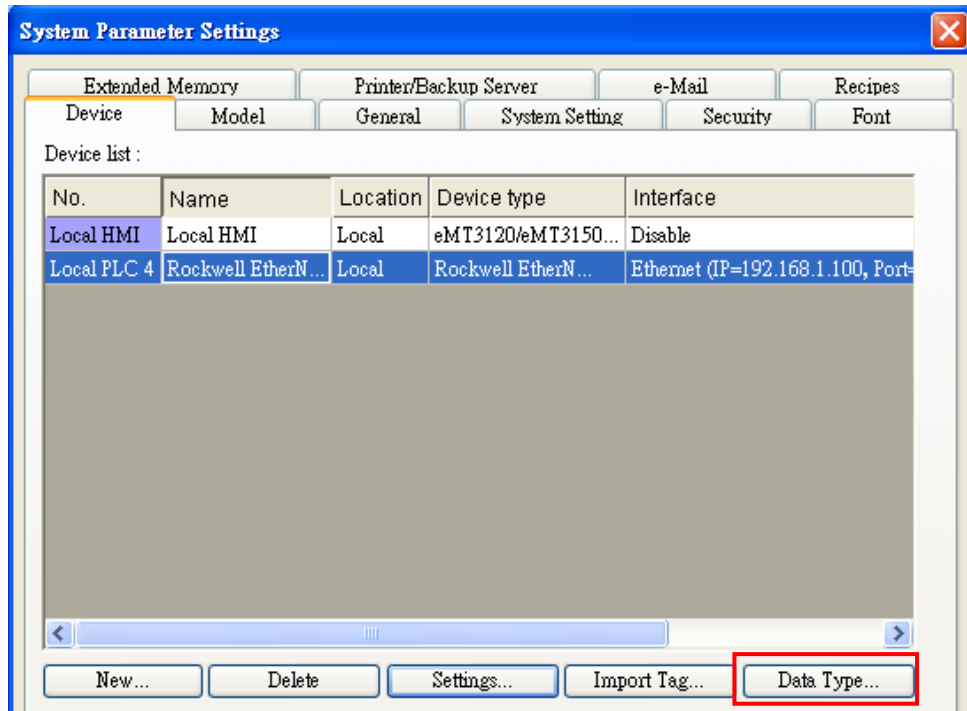 System Parameter Settings
Extended Memory Printer/Backup Server e-Mail Recipes
Device Model General System Setting Security Font
Device list :
No. Name Location Device type Interface
Local HMI Local HMI Local eMT3120/eMT3150... Disable
Local PLC 4 Rockwell EtherN... Local Rockwell EtherN... Ethernet (IP=192.168.1.100, Port=
New... Delete Settings... Import Tag... Data Type...